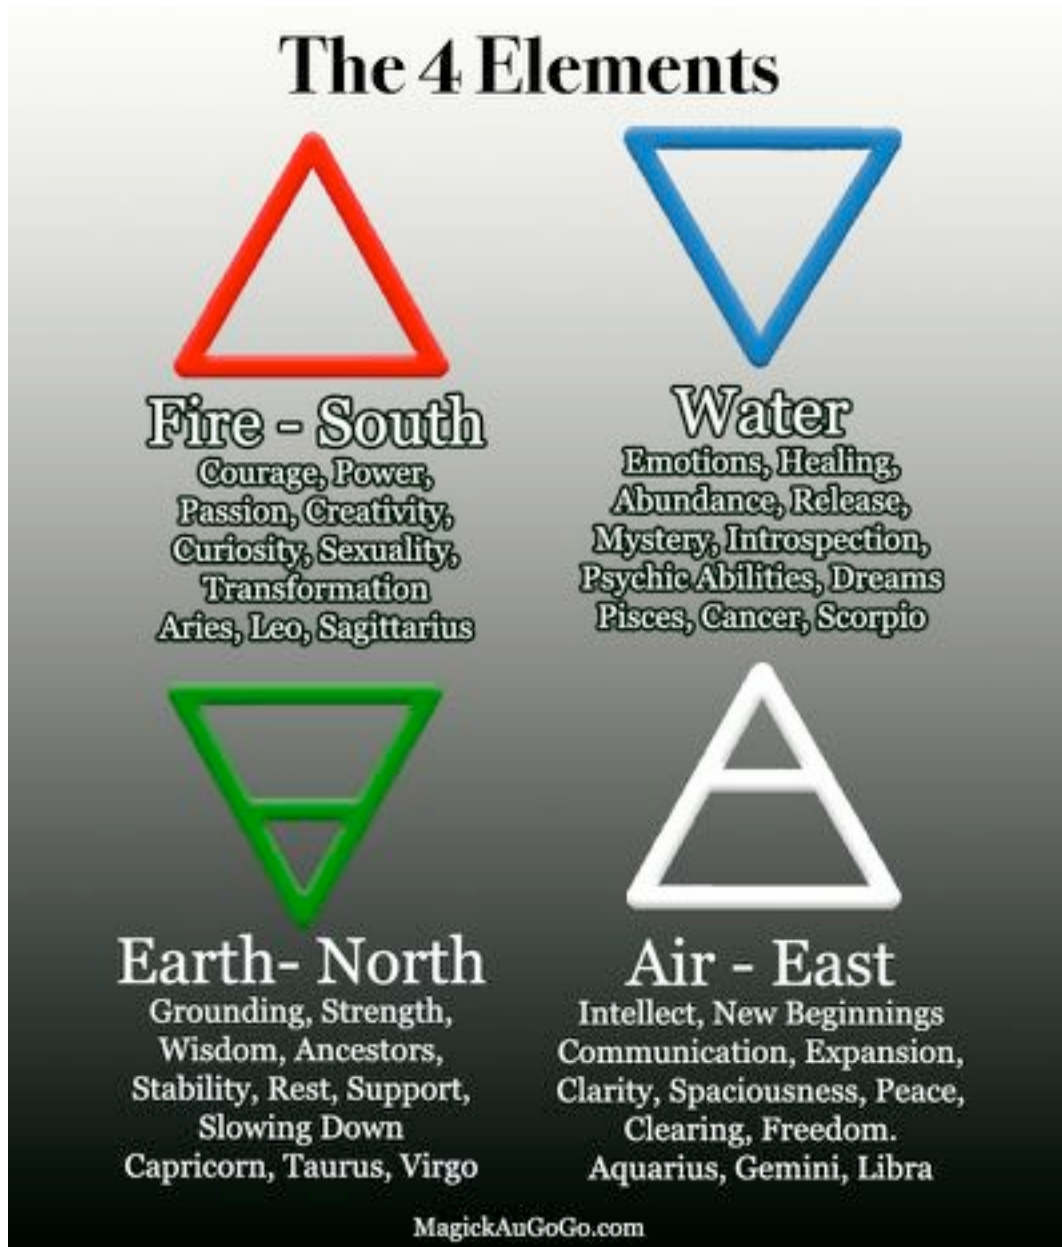 The 4 Elements
Fire - South
Courage, Power,
Passion, Creativity,
Curiosity, Sexuality,
Transformation
Aries, Leo, Sagittarius
Water
Emotions, Healing,
Abundance, Release,
Mystery, Introspection,
Psychic Abilities, Dreams
Pisces, Cancer, Scorpio
Earth- North
Grounding, Strength,
Wisdom, Ancestors,
Stability, Rest, Support,
Slowing Down
Capricorn, Taurus, Virgo
Air - East
Intellect, New Beginnings
Communication, Expansion,
Clarity, Spaciousness, Peace,
Clearing, Freedom.
Aquarius, Gemini, Libra
MagickAuGoGo.com